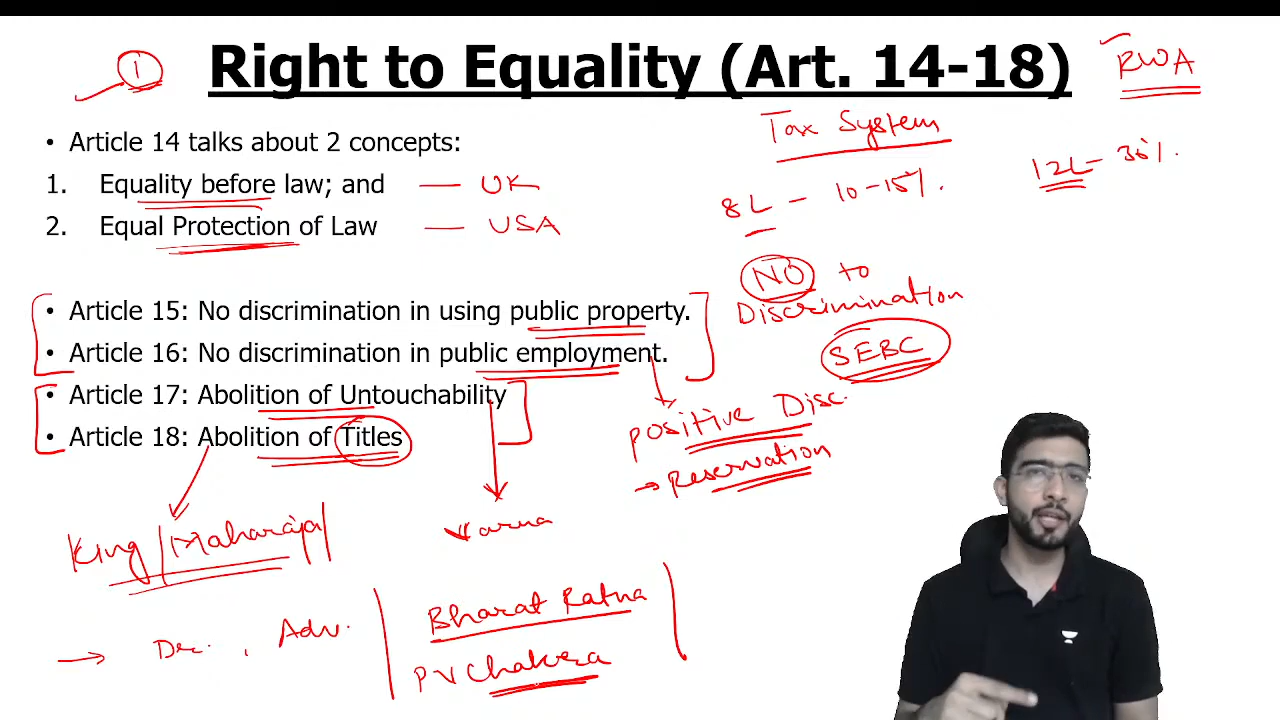 ① Right to Equality (Art. 14-18) RWA
• Article 14 talks about 2 concepts:
Tax System
1. Equality before law; and — UK
8L - 10-15%.
12L - 30%.
2. Equal Protection of Law — USA
NO to
Discrimination
• Article 15: No discrimination in using public property.
• Article 16: No discrimination in public employment.
SEBC
• Article 17: Abolition of Untouchability
• Article 18: Abolition of Titles
positive Disc.
→ Reservation
King | Maharaja |
Varna
→ Dr. , Adv. | Bharat Ratna |
PV Chakra